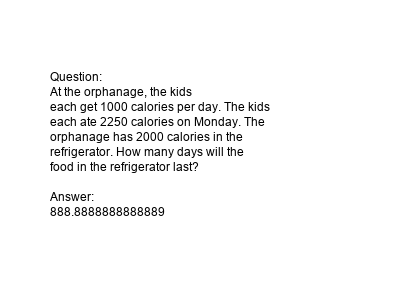 Question:
At the orphanage, the kids
each get 1000 calories per day. The kids
each ate 2250 calories on Monday. The
orphanage has 2000 calories in the
refrigerator. How many days will the
food in the refrigerator last?

Answer:
888.8888888888889